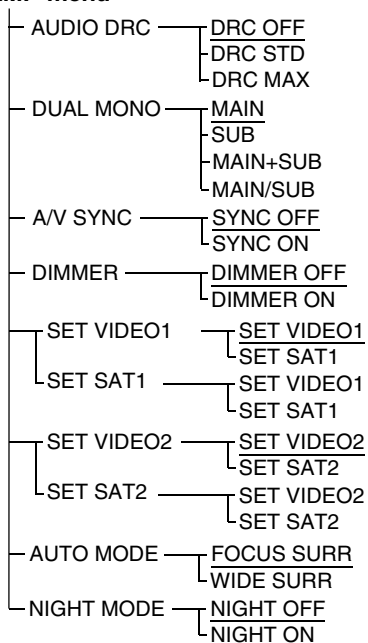 menu
AUDIO DRC DRC OFF
DRC STD
DRC MAX
DUAL MONO MAIN
SUB
MAIN+SUB
MAIN/SUB
A/V SYNC SYNC OFF
SYNC ON
DIMMER DIMMER OFF
DIMMER ON
SET VIDEO1 SET VIDEO1
SET SAT1
SET SAT1 SET VIDEO1
SET SAT1
SET VIDEO2 SET VIDEO2
SET SAT2
SET SAT2 SET VIDEO2
SET SAT2
AUTO MODE FOCUS SURR
WIDE SURR
NIGHT MODE NIGHT OFF
NIGHT ON